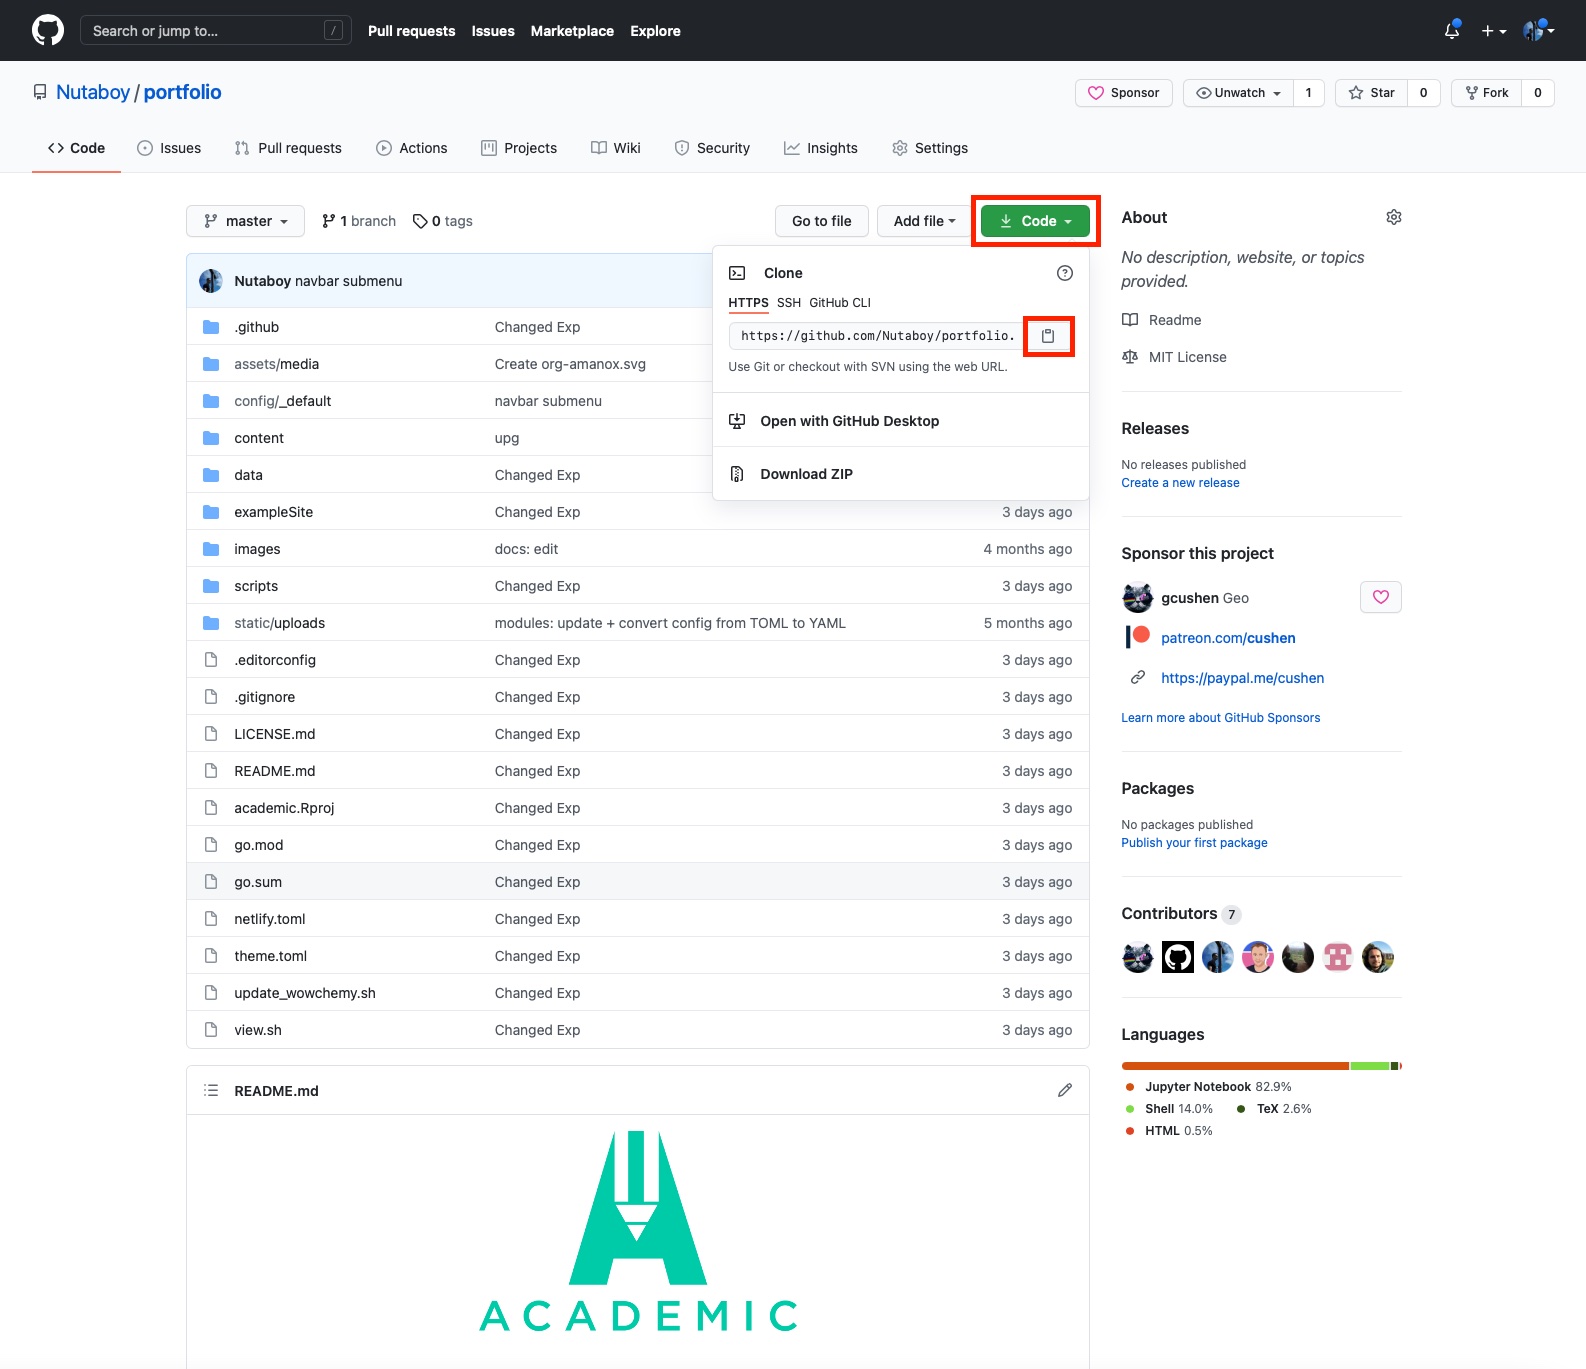 Search or jump to... /
Pull requests Issues Marketplace Explore
Nutaboy / portfolio
Sponsor Unwatch 1 Star 0 Fork 0
Code Issues Pull requests Actions Projects Wiki Security Insights Settings
master 1 branch 0 tags Go to file Add file Code
Nutaboy navbar submenu
Clone
HTTPS SSH GitHub CLI
https://github.com/Nutaboy/portfolio.
Use Git or checkout with SVN using the web URL.
Open with GitHub Desktop
Download ZIP
.github Changed Exp
assets/media Create org-amanox.svg
config/_default navbar submenu
content upg
data Changed Exp
exampleSite Changed Exp 3 days ago
images docs: edit 4 months ago
scripts Changed Exp 3 days ago
static/uploads modules: update + convert config from TOML to YAML 5 months ago
.editorconfig Changed Exp 3 days ago
.gitignore Changed Exp 3 days ago
LICENSE.md Changed Exp 3 days ago
README.md Changed Exp 3 days ago
academic.Rproj Changed Exp 3 days ago
go.mod Changed Exp 3 days ago
go.sum Changed Exp 3 days ago
netlify.toml Changed Exp 3 days ago
theme.toml Changed Exp 3 days ago
update_wowchemy.sh Changed Exp 3 days ago
view.sh Changed Exp 3 days ago
README.md
ACADEMIC
About
No description, website, or topics
provided.
Readme
MIT License
Releases
No releases published
Create a new release
Sponsor this project
gcushen Geo
patreon.com/cushen
https://paypal.me/cushen
Learn more about GitHub Sponsors
Packages
No packages published
Publish your first package
Contributors 7
Languages
Jupyter Notebook 82.9%
Shell 14.0% TeX 2.6%
HTML 0.5%